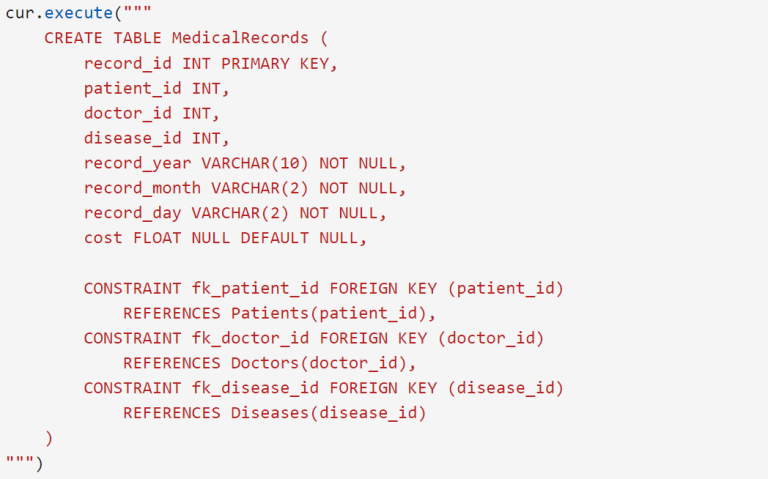 cur.execute("""
    CREATE TABLE MedicalRecords (
        record_id INT PRIMARY KEY,
        patient_id INT,
        doctor_id INT,
        disease_id INT,
        record_year VARCHAR(10) NOT NULL,
        record_month VARCHAR(2) NOT NULL,
        record_day VARCHAR(2) NOT NULL,
        cost FLOAT NULL DEFAULT NULL,

        CONSTRAINT fk_patient_id FOREIGN KEY (patient_id)
            REFERENCES Patients(patient_id),
        CONSTRAINT fk_doctor_id FOREIGN KEY (doctor_id)
            REFERENCES Doctors(doctor_id),
        CONSTRAINT fk_disease_id FOREIGN KEY (disease_id)
            REFERENCES Diseases(disease_id)
    )
""")